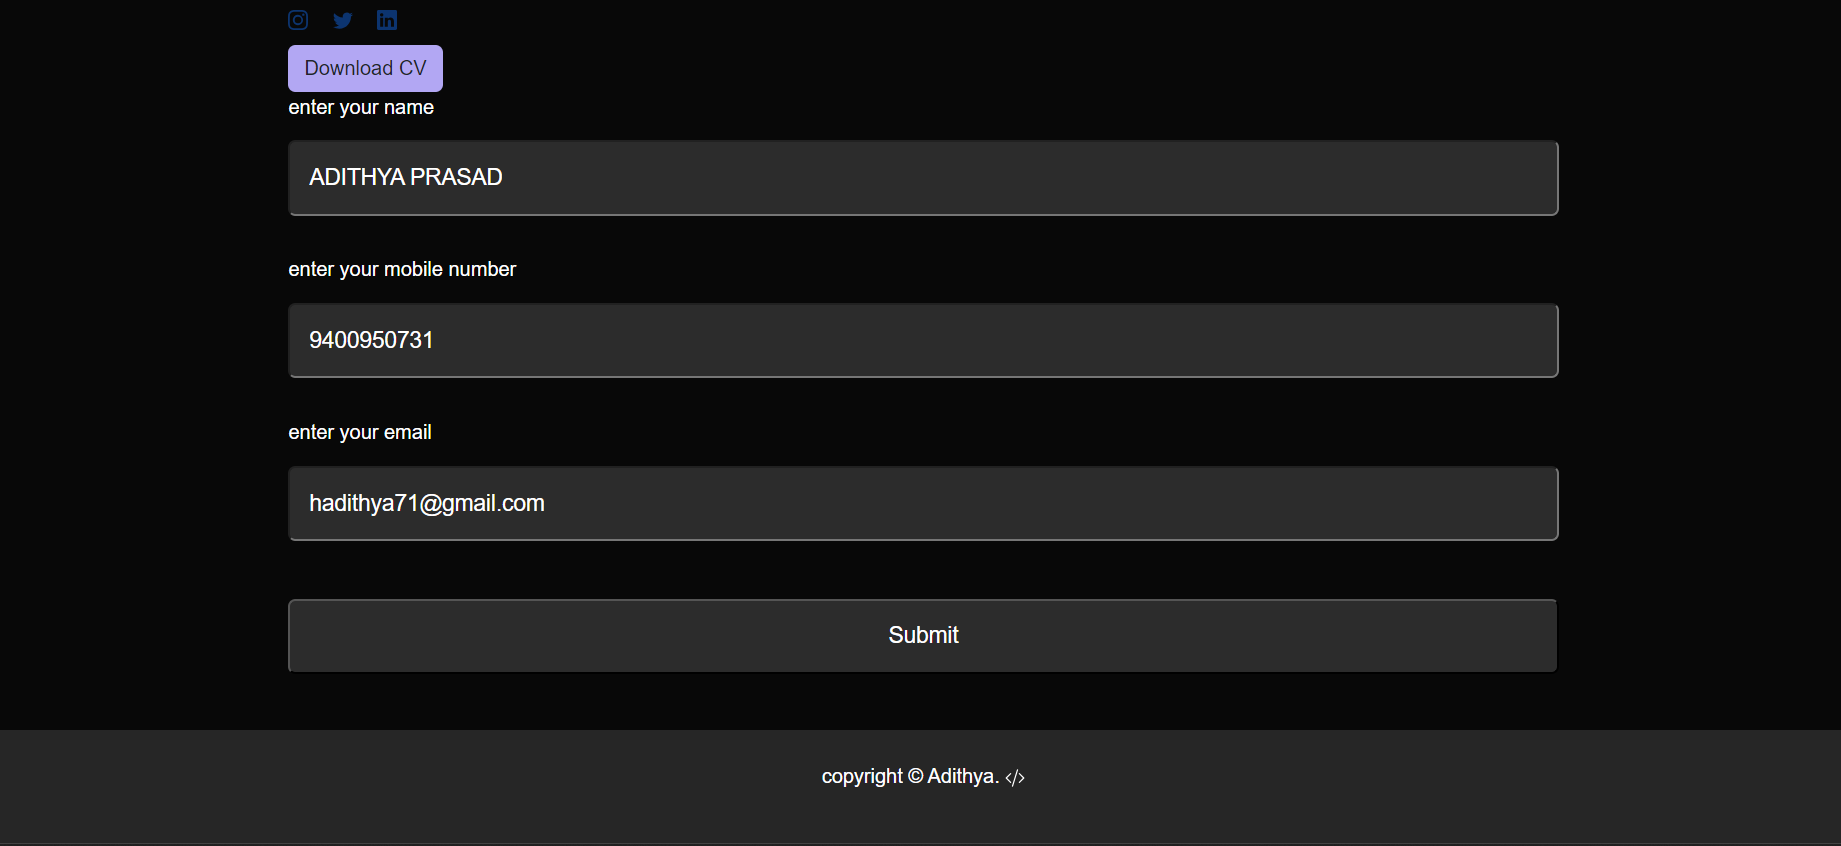 Download CV
enter your name
ADITHYA PRASAD
enter your mobile number
9400950731
enter your email
hadithya71@gmail.com
Submit
copyright © Adithya. </>